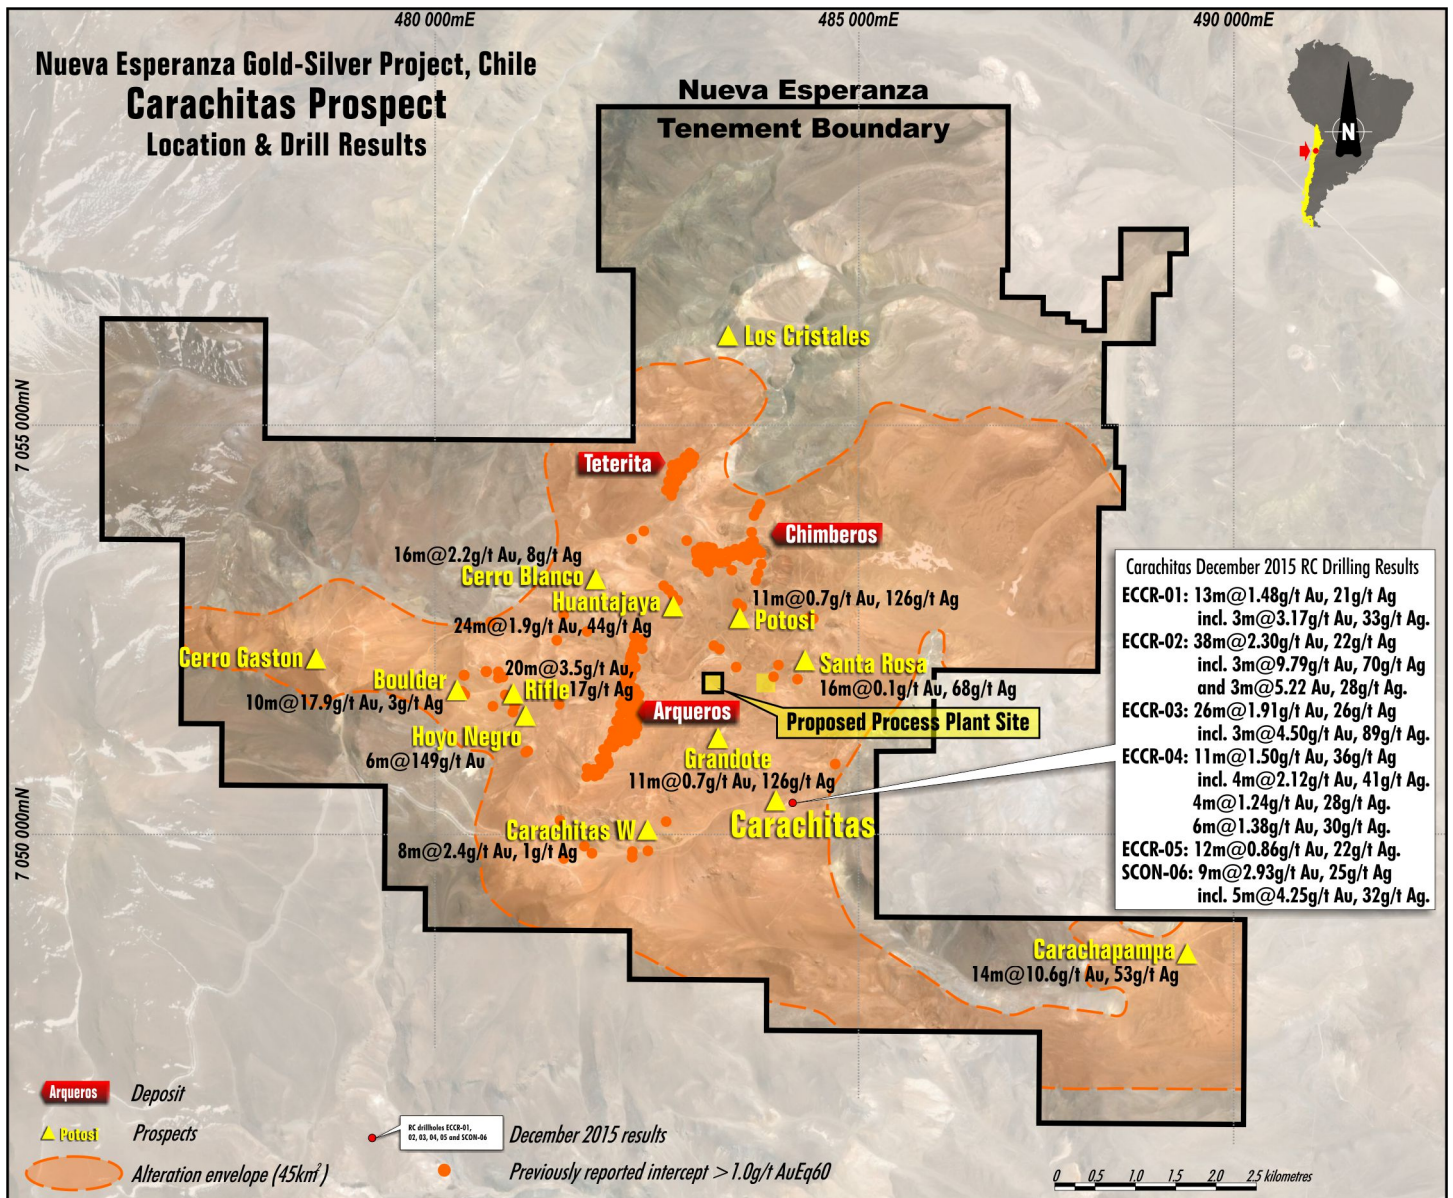 480 000mE
485 000mE
490 000mE
Nueva Esperanza Gold-Silver Project, Chile
Carachitas Prospect
Location & Drill Results
Nueva Esperanza
Tenement Boundary
N
Los Cristales
7 055 000mN
Teterita
Chimberos
16m@2.2g/t Au, 8g/t Ag
Cerro Blanco
Huantajaya
24m@1.9g/t Au, 44g/t Ag
11m@0.7g/t Au, 126g/t Ag
Potosi
Cerro Gaston
Santa Rosa
16m@0.1g/t Au, 68g/t Ag
20m@3.5g/t Au,
17g/t Ag
Rifle
Boulder
10m@17.9g/t Au, 3g/t Ag
Hoyo Negro
6m@149g/t Au
Arqueros
Proposed Process Plant Site
Grandote
11m@0.7g/t Au, 126g/t Ag
Carachitas
Carachitas W
8m@2.4g/t Au, 1g/t Ag
7 050 000mN
Carachapampa
14m@10.6g/t Au, 53g/t Ag
Carachitas December 2015 RC Drilling Results
ECCR-01: 13m@1.48g/t Au, 21g/t Ag
incl. 3m@3.17g/t Au, 33g/t Ag.
ECCR-02: 38m@2.30g/t Au, 22g/t Ag
incl. 3m@9.79g/t Au, 70g/t Ag
and 3m@5.22 Au, 28g/t Ag.
ECCR-03: 26m@1.91g/t Au, 26g/t Ag
incl. 3m@4.50g/t Au, 89g/t Ag.
ECCR-04: 11m@1.50g/t Au, 36g/t Ag
incl. 4m@2.12g/t Au, 41g/t Ag.
4m@1.24g/t Au, 28g/t Ag.
6m@1.38g/t Au, 30g/t Ag.
ECCR-05: 12m@0.86g/t Au, 22g/t Ag.
SCON-06: 9m@2.93g/t Au, 25g/t Ag
incl. 5m@4.25g/t Au, 32g/t Ag.
Arqueros
Deposit
Potosi
Prospects
Alteration envelope (45km²)
RC drillholes ECCR-01,
02, 03, 04, 05 and SCON-06
December 2015 results
Previously reported intercept >1.0g/t AuEq60
0 0.5 1.0 1.5 2.0 2.5 kilometres